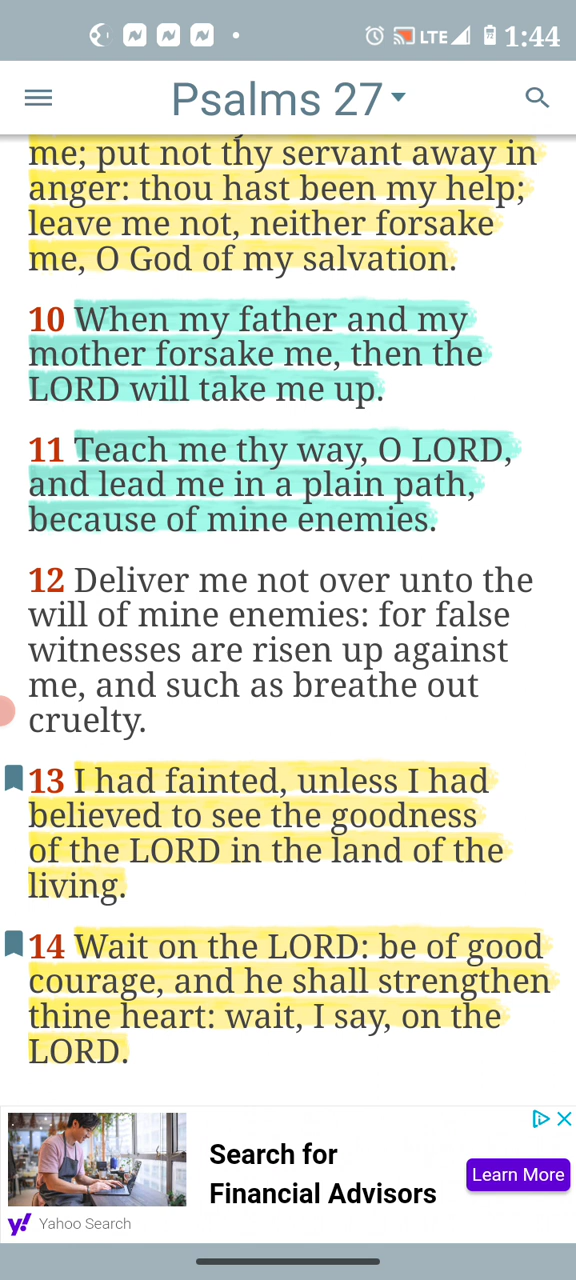 LTE 1:44
Psalms 27
me; put not thy servant away in
anger: thou hast been my help;
leave me not, neither forsake
me, O God of my salvation.
10 When my father and my
mother forsake me, then the
LORD will take me up.
11 Teach me thy way, O LORD,
and lead me in a plain path,
because of mine enemies.
12 Deliver me not over unto the
will of mine enemies: for false
witnesses are risen up against
me, and such as breathe out
cruelty.
13 I had fainted, unless I had
believed to see the goodness
of the LORD in the land of the
living.
14 Wait on the LORD: be of good
courage, and he shall strengthen
thine heart: wait, I say, on the
LORD.
Search for
Financial Advisors
Learn More
y! Yahoo Search